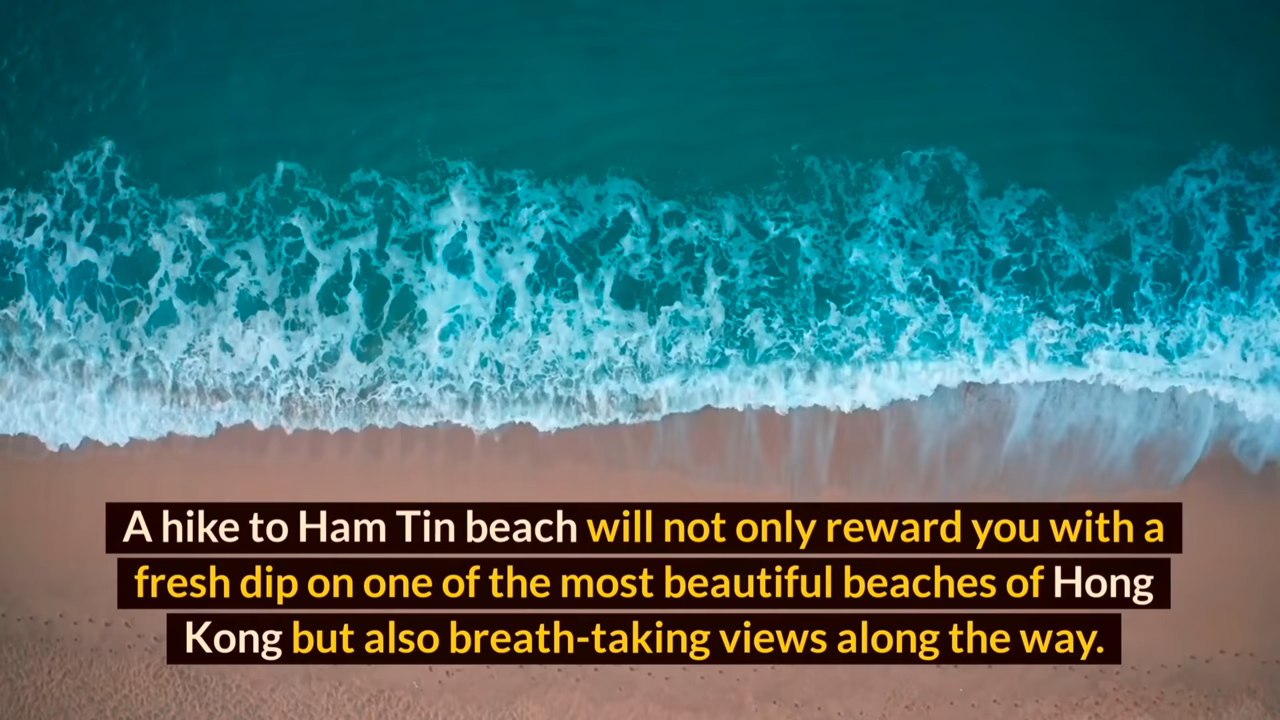 A hike to Ham Tin beach will not only reward you with a
fresh dip on one of the most beautiful beaches of Hong
Kong but also breath-taking views along the way.